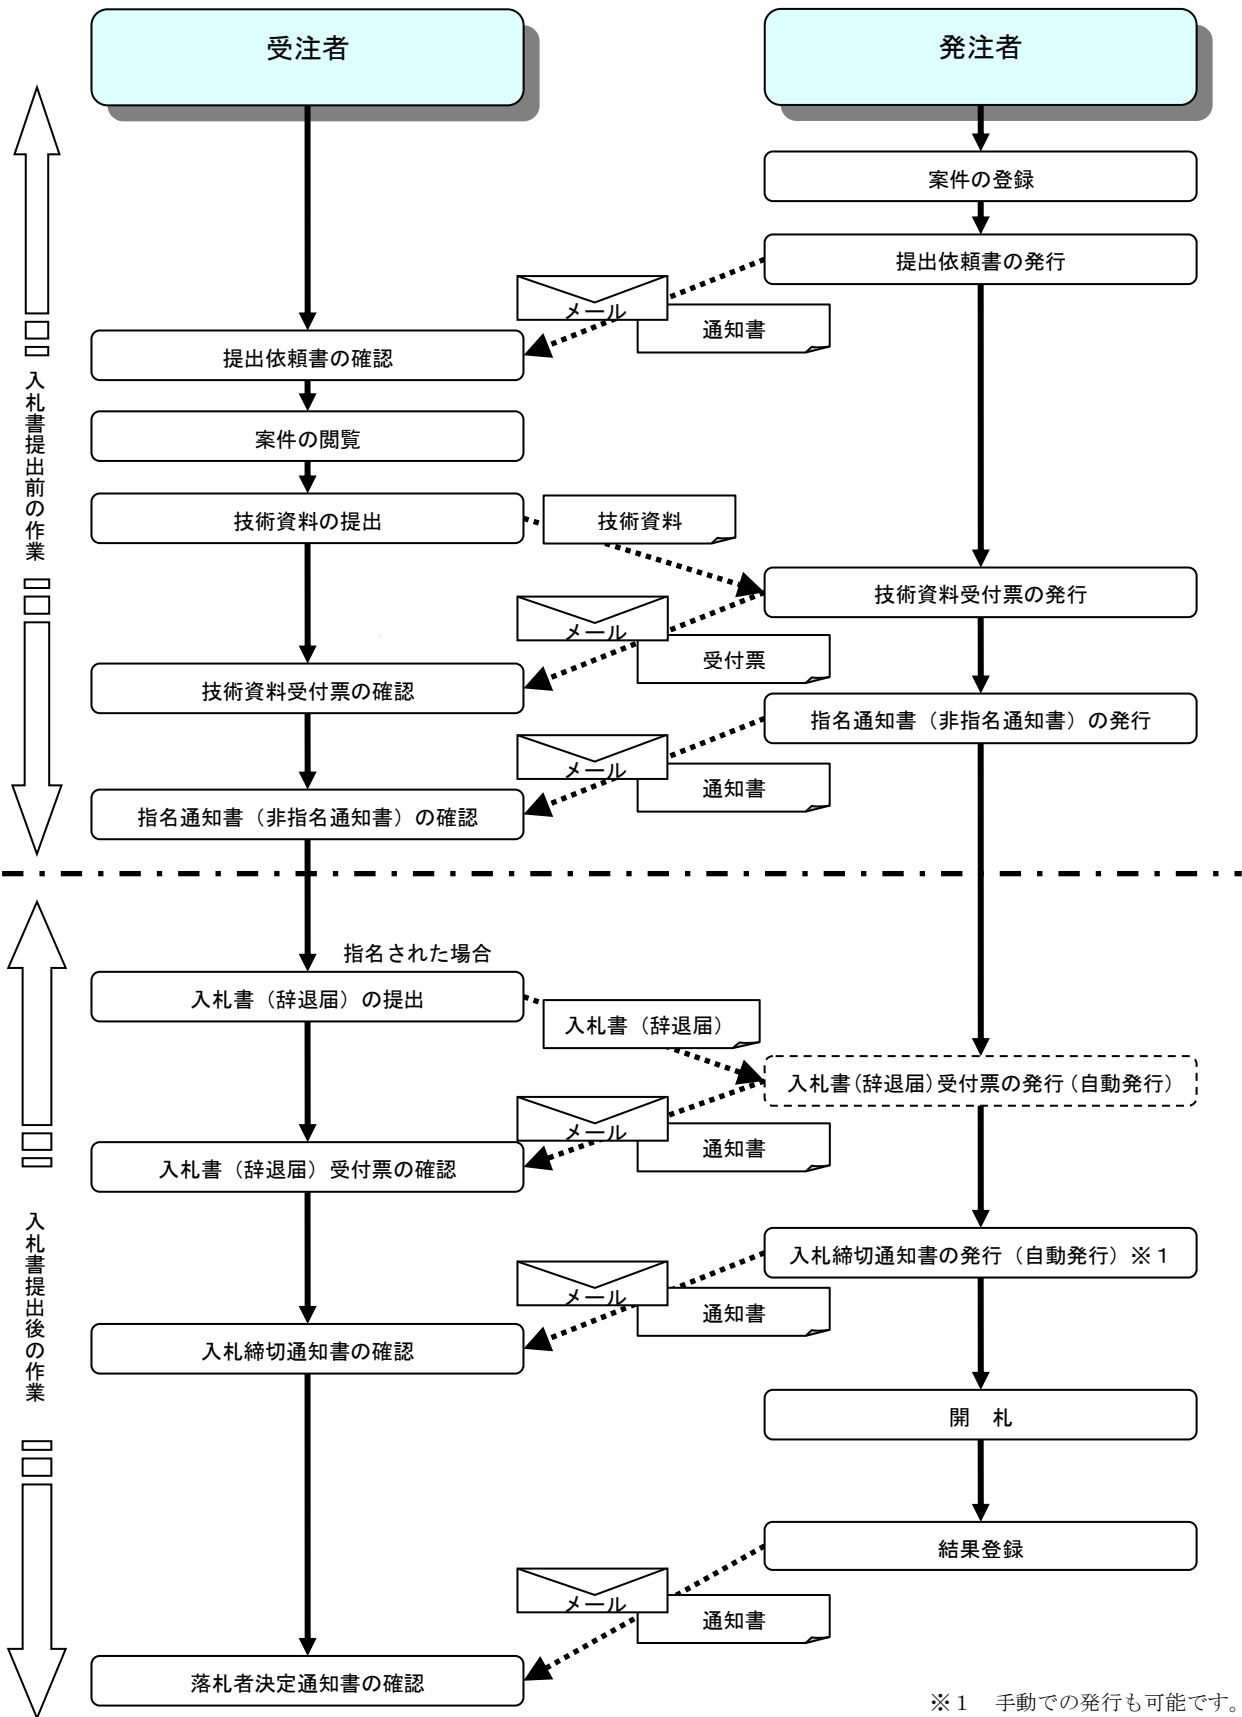 受注者
発注者
案件の登録
提出依頼書の発行
メール
通知書
提出依頼書の確認
案件の閲覧
技術資料の提出
技術資料
技術資料受付票の発行
メール
受付票
技術資料受付票の確認
指名通知書（非指名通知書）の発行
メール
通知書
指名通知書（非指名通知書）の確認
入札書提出前の作業
指名された場合
入札書（辞退届）の提出
入札書（辞退届）
入札書（辞退届）受付票の発行（自動発行）
メール
通知書
入札書（辞退届）受付票の確認
入札締切通知書の発行（自動発行）※１
メール
通知書
入札締切通知書の確認
開　札
結果登録
メール
通知書
落札者決定通知書の確認
入札書提出後の作業
※１　手動での発行も可能です。